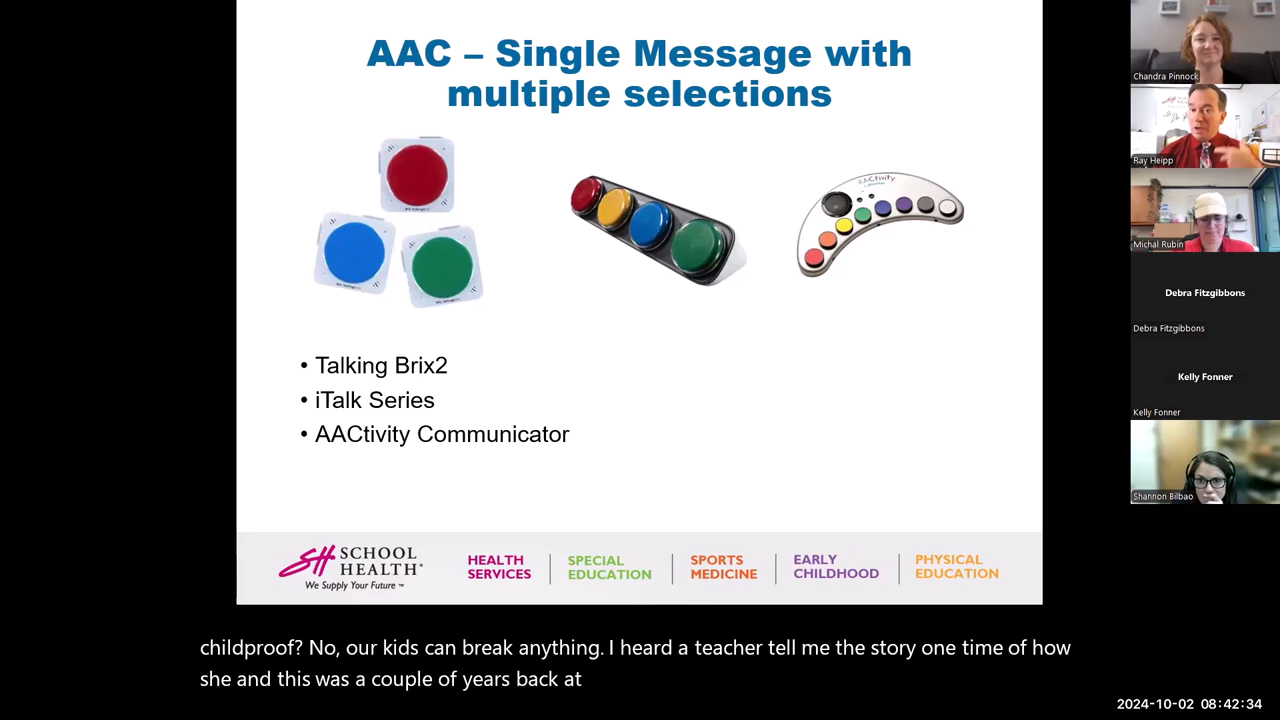 AAC – Single Message with
multiple selections
AACtivity
• Talking Brix2
• iTalk Series
• AACtivity Communicator
SH SCHOOL
HEALTH®
We Supply Your Future ™
HEALTH
SERVICES
SPECIAL
EDUCATION
SPORTS
MEDICINE
EARLY
CHILDHOOD
PHYSICAL
EDUCATION
Chandra Pinnock
Ray Heipp
Michal Rubin
Debra Fitzgibbons
Debra Fitzgibbons
Kelly Fonner
Kelly Fonner
Shannon Bilbao
childproof? No, our kids can break anything. I heard a teacher tell me the story one time of how
she and this was a couple of years back at
2024-10-02 08:42:34